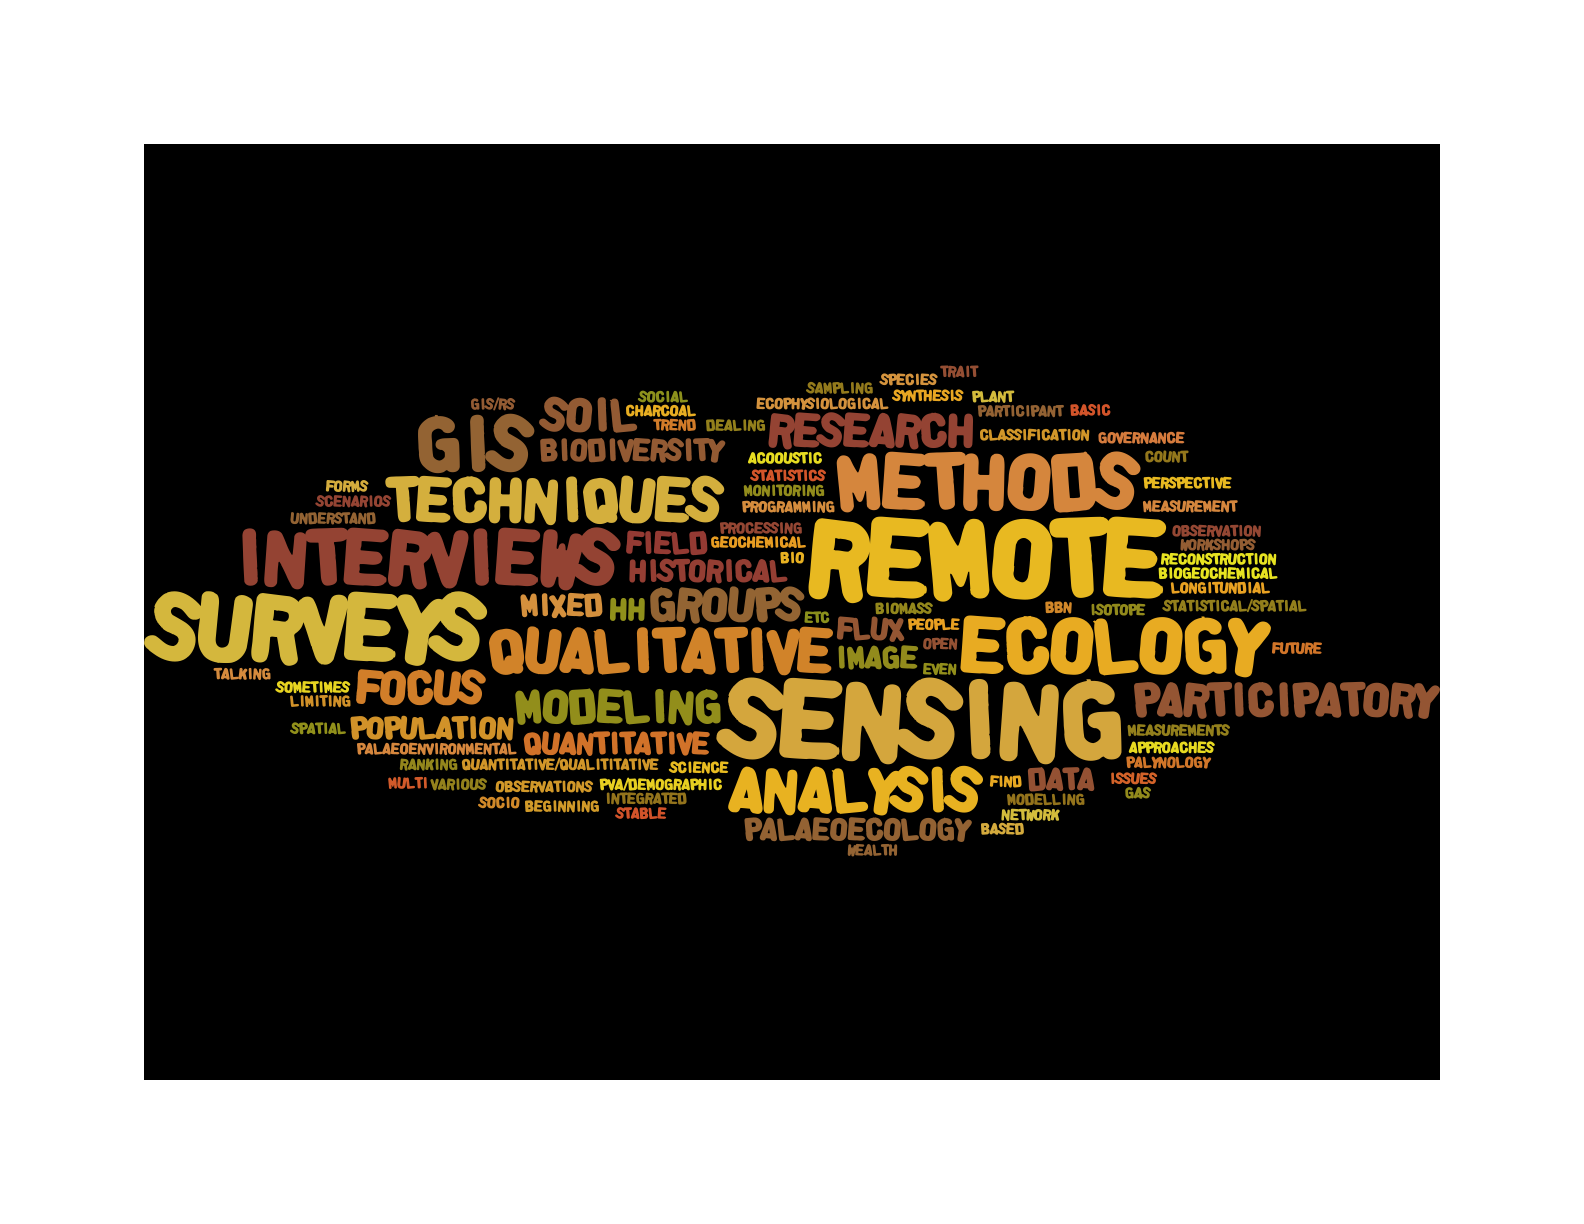 TRAIT
SPECIES
SAMPLING
SYNTHESIS
PLANT
SOCIAL
GIS/RS
SOIL
CHARCOAL
ECOPHYSIOLOGICAL
PARTICIPANT
BASIC
TREND
DEALING
GIS
RESEARCH
CLASSIFICATION
GOVERNANCE
BIODIVERSITY
ACOOUSTIC
METHODS
COUNT
STATISTICS
FORMS
TECHNIQUES
MONITORING
PERSPECTIVE
SCENARIOS
PROGRAMMING
MEASUREMENT
UNDERSTAND
PROCESSING
REMOTE
OBSERVATION
INTERVIEWS
FIELD
GEOCHEMICAL
WORKSHOPS
BIO
RECONSTRUCTION
HISTORICAL
BIOGEOCHEMICAL
LONGITUNDIAL
SURVEYS
MIXED
HH
GROUPS
ETC
BIOMASS
BBN
ISOTOPE
STATISTICAL/SPATIAL
FLUX
PEOPLE
QUALITATIVE
OPEN
ECOLOGY
FUTURE
IMAGE
EVEN
TALKING
SOMETIMES
FOCUS
LIMITING
MODELING
SENSING
PARTICIPATORY
SPATIAL
POPULATION
MEASUREMENTS
PALAEOENVIRONMENTAL
QUANTITATIVE
APPROACHES
RANKING
QUANTITATIVE/QUALITITATIVE
SCIENCE
PALYNOLOGY
MULTI
VARIOUS
OBSERVATIONS
PVA/DEMOGRAPHIC
ANALYSIS
FIND
DATA
ISSUES
GAS
SOCIO
BEGINNING
INTEGRATED
MODELLING
STABLE
NETWORK
PALAEOECOLOGY
BASED
WEALTH